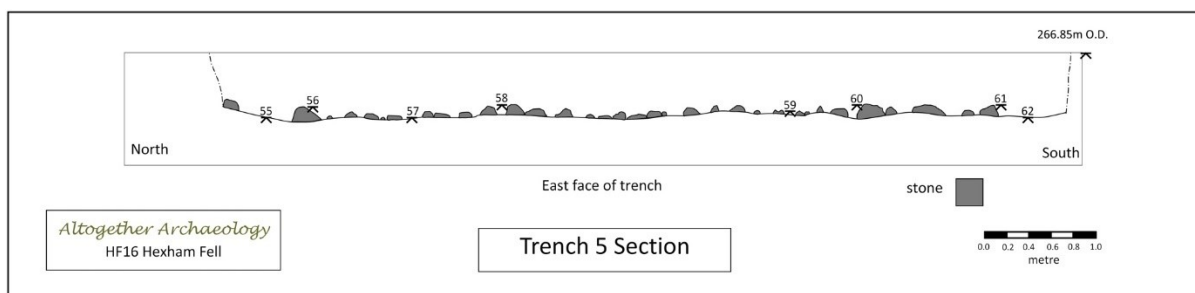 266.85m O.D.
55
56
57
58
59
60
61
62
North
South
East face of trench
stone
Altogether Archaeology
HF16 Hexham Fell
Trench 5 Section
0.0 0.2 0.4 0.6 0.8 1.0
metre